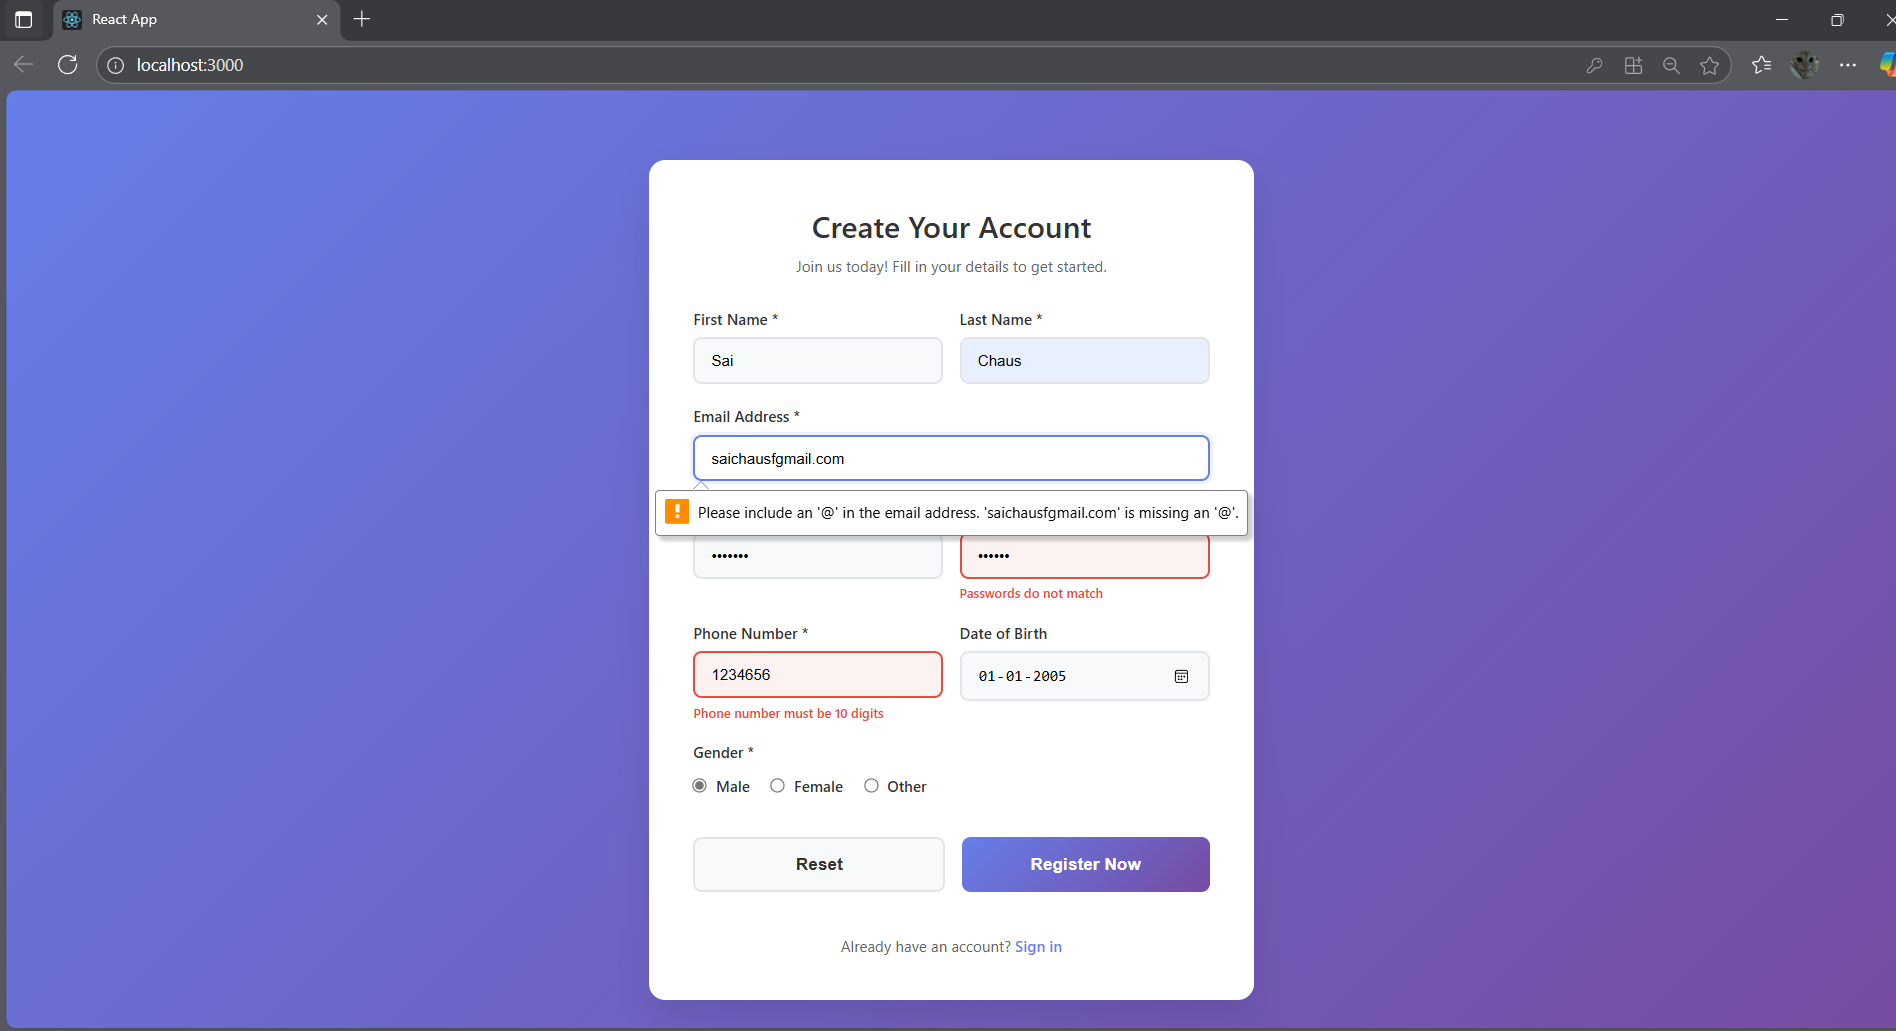 React App
localhost:3000
Create Your Account
Join us today! Fill in your details to get started.
First Name * Last Name *
Sai Chaus
Email Address *
saichausfgmail.com
! Please include an '@' in the email address. 'saichausfgmail.com' is missing an '@'.
••••••• ••••••
Passwords do not match
Phone Number * Date of Birth
1234656 01-01-2005
Phone number must be 10 digits
Gender *
Male Female Other
Reset Register Now
Already have an account? Sign in